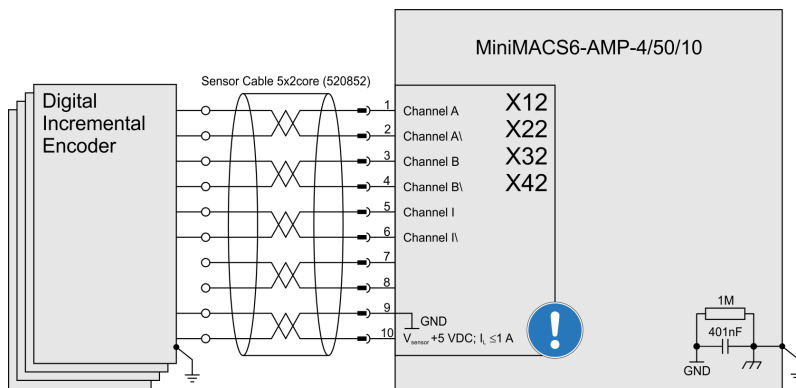 MiniMACS6-AMP-4/50/10
Sensor Cable 5x2core (520852)
Digital
Incremental
Encoder
1 Channel A
2 Channel A\
3 Channel B
4 Channel B\
5 Channel I
6 Channel I\
7
8
9 GND
10 Vsensor +5 VDC; IL ≤1 A
X12
X22
X32
X42
!
1M
401nF
GND